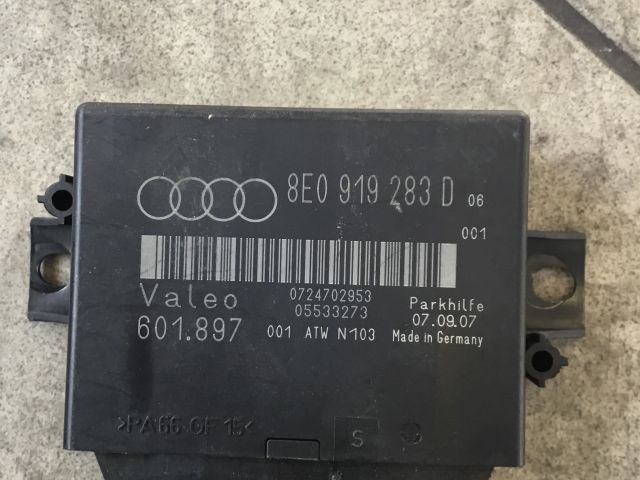 8E0 919 283 D 06
001
0724702953
Valeo 05533273 Parkhilfe
07.09.07
601.897 001 ATW N103 Made in Germany
>PA66-GF15<
S